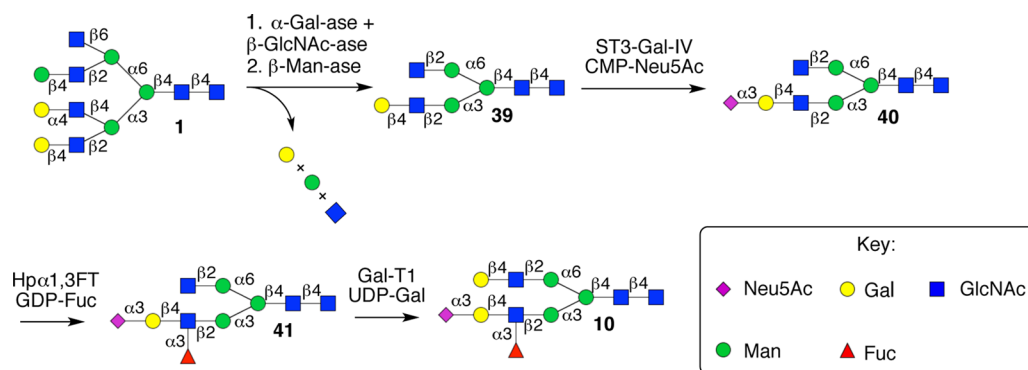 1. α-Gal-ase +
β-GlcNAc-ase
2. β-Man-ase
ST3-Gal-IV
CMP-Neu5Ac
β6
α6
β4
β2
β4
β4
β4
α4
α3
β4
β2
1
β2
α6
β4
β4
β4
β2
α3
39
β2
α6
β4
β4
α3
β4
β2
α3
40
Hpα1,3FT
GDP-Fuc
β2
α6
β4
β4
α3
β4
β2
α3
α3
41
Gal-T1
UDP-Gal
β4
β2
α6
β4
β4
α3
β4
β2
α3
α3
10
Key:
Neu5Ac
Gal
GlcNAc
Man
Fuc